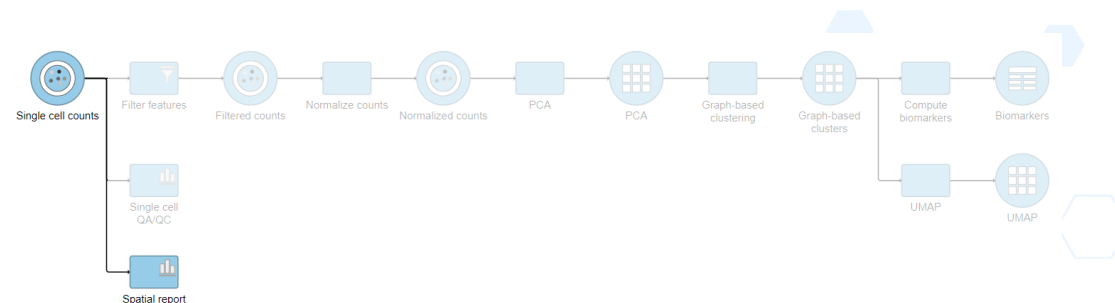 Single cell counts
Filter features
Filtered counts
Normalize counts
Normalized counts
PCA
PCA
Graph-based
clustering
Graph-based
clusters
Compute
biomarkers
Biomarkers
Single cell
QA/QC
UMAP
UMAP
Spatial report